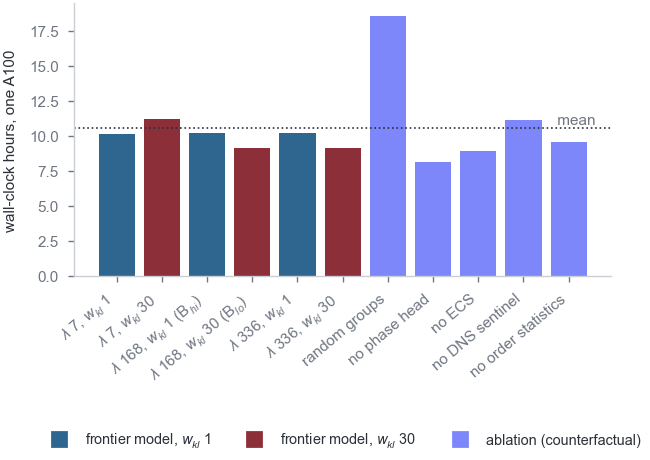 wall-clock hours, one A100
17.5
15.0
12.5
10.0
7.5
5.0
2.5
0.0
mean
λ 7, w_kl 1
λ 7, w_kl 30
λ 168, w_kl 1 (B_hi)
λ 168, w_kl 30 (B_lo)
λ 336, w_kl 1
λ 336, w_kl 30
random groups
no phase head
no ECS
no DNS sentinel
no order statistics
frontier model, w_kl 1
frontier model, w_kl 30
ablation (counterfactual)